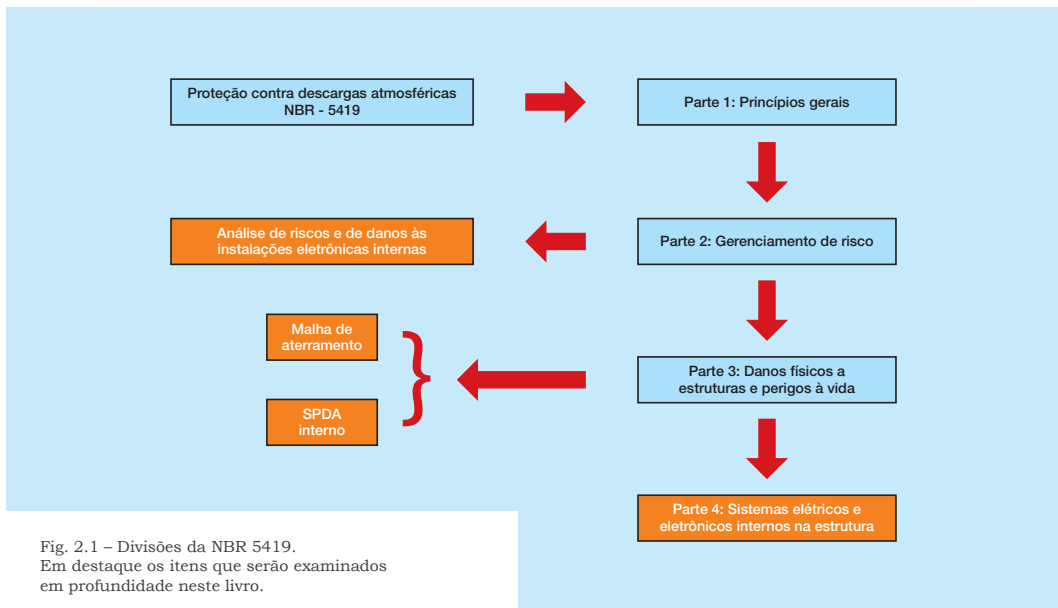 Proteção contra descargas atmosféricas
NBR - 5419
Parte 1: Princípios gerais
Análise de riscos e de danos às
instalações eletrônicas internas
Parte 2: Gerenciamento de risco
Malha de
aterramento
SPDA
interno
Parte 3: Danos físicos a
estruturas e perigos à vida
Parte 4: Sistemas elétricos e
eletrônicos internos na estrutura
Fig. 2.1 – Divisões da NBR 5419.
Em destaque os itens que serão examinados
em profundidade neste livro.